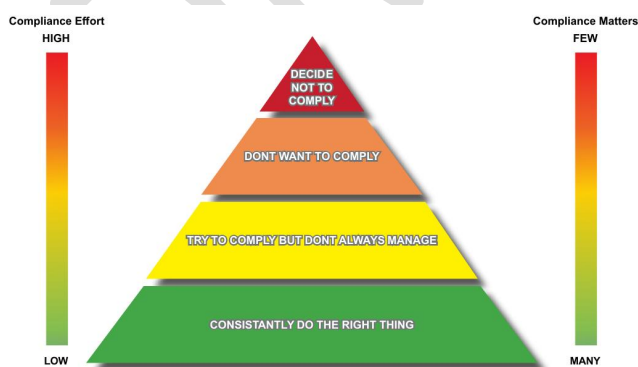 Compliance Effort
HIGH
Compliance Matters
FEW
DECIDE
NOT TO
COMPLY
DONT WANT TO COMPLY
TRY TO COMPLY BUT DONT ALWAYS MANAGE
CONSISTANTLY DO THE RIGHT THING
LOW
MANY